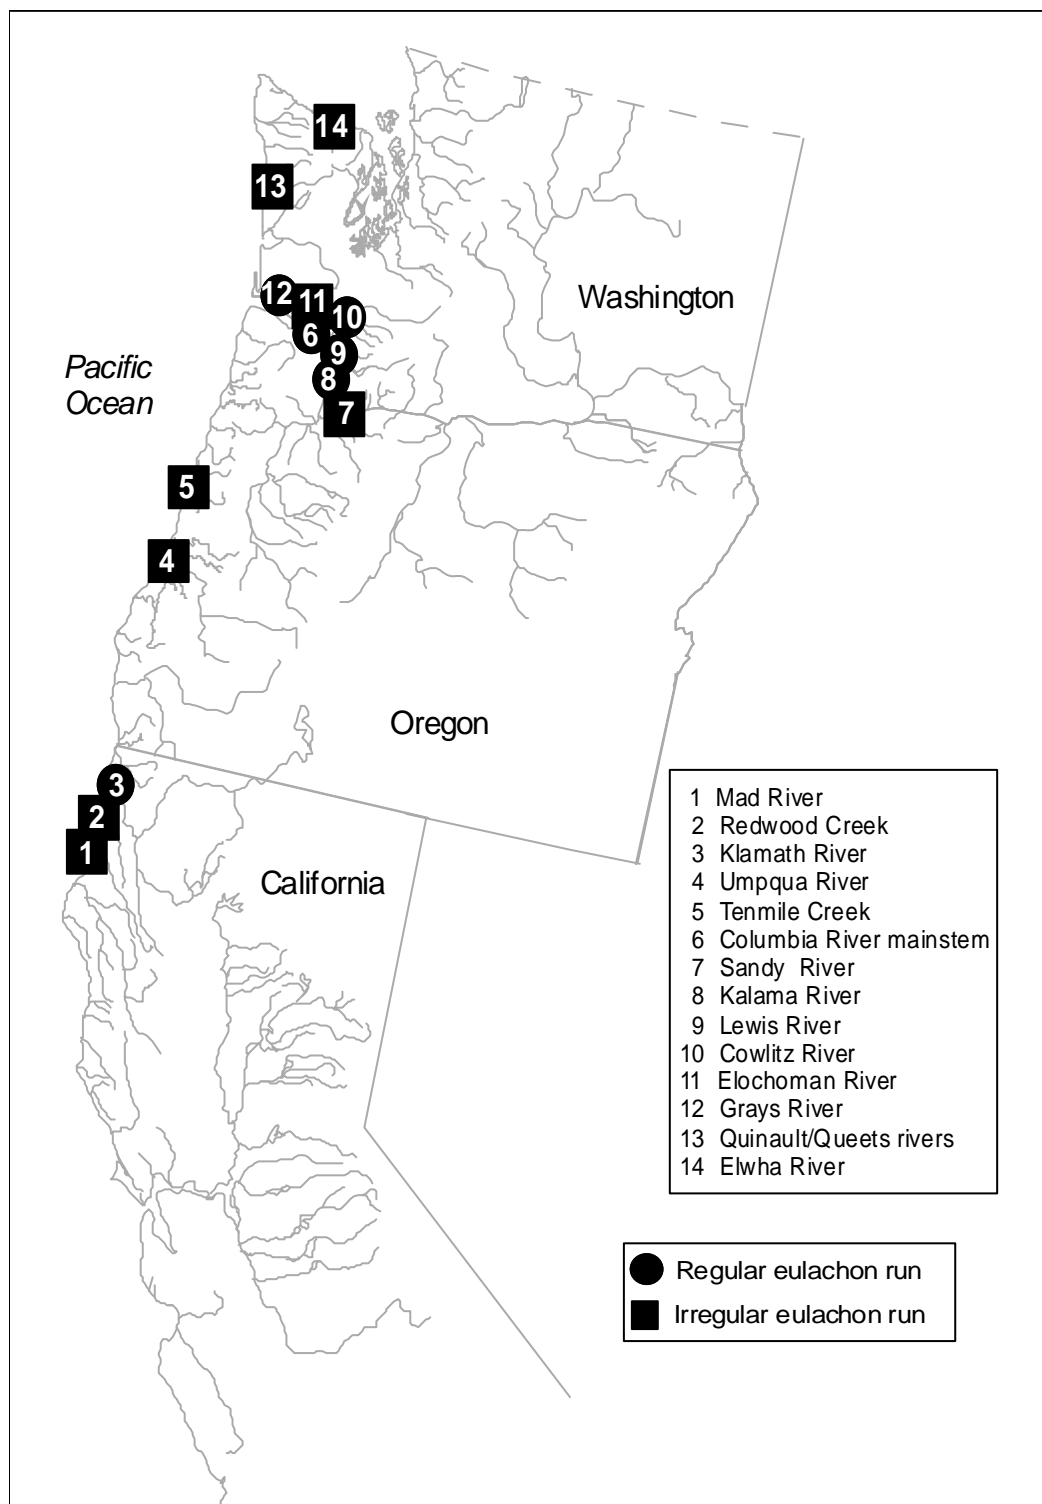 14
13
12
11
10
6
9
8
7
Washington
Pacific
Ocean
5
4
Oregon
3
2
1
California
1 Mad River
2 Redwood Creek
3 Klamath River
4 Umpqua River
5 Tenmile Creek
6 Columbia River mainstem
7 Sandy River
8 Kalama River
9 Lewis River
10 Cowlitz River
11 Elochoman River
12 Grays River
13 Quinault/Queets rivers
14 Elwha River
Regular eulachon run
Irregular eulachon run